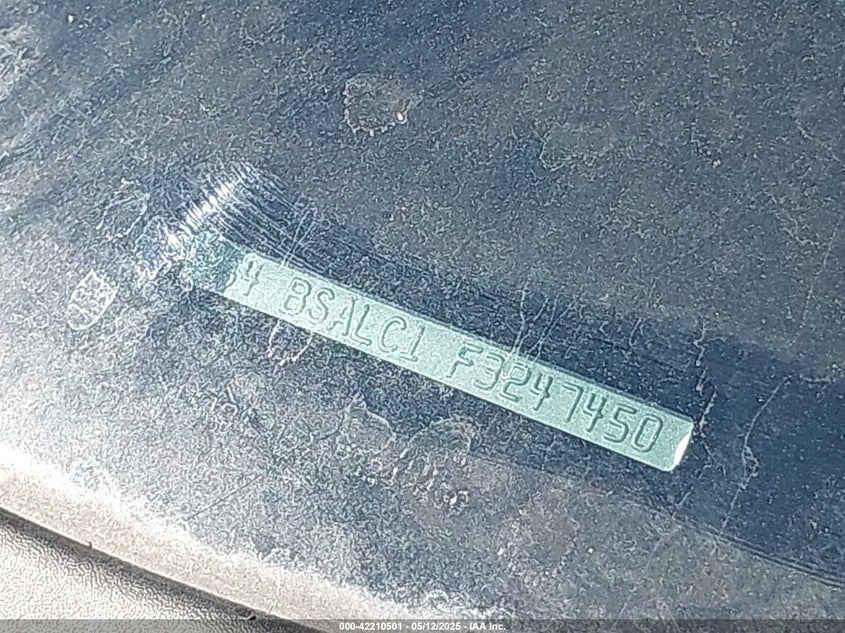 4 BSALC1 F3247450
000-42210501 - 05/12/2025 - IAA Inc.